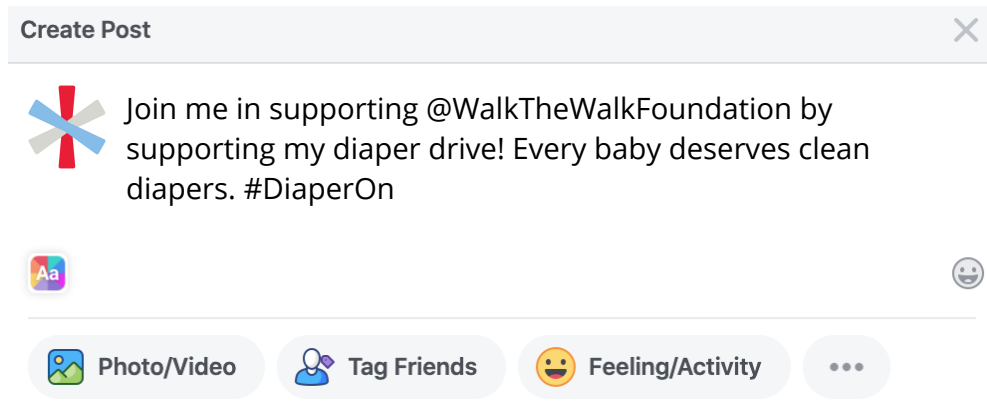 Create Post
Join me in supporting @WalkTheWalkFoundation by
supporting my diaper drive! Every baby deserves clean
diapers. #DiaperOn
Aa
Photo/Video
Tag Friends
Feeling/Activity